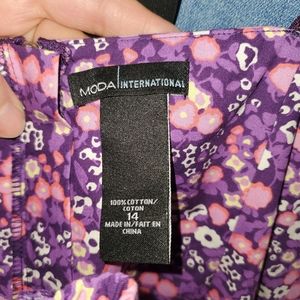 MODA INTERNATIONAL
100% COTTON/
COTON
14
MADE IN/FAIT EN
CHINA